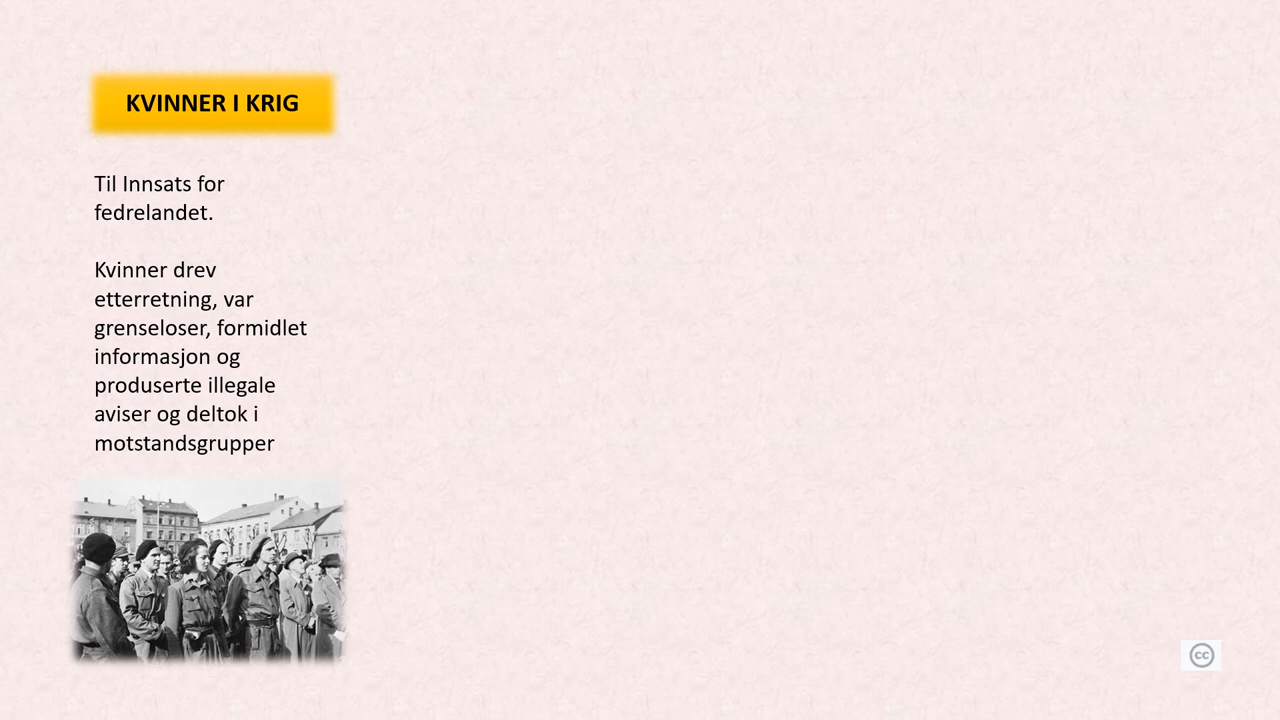 KVINNER I KRIG
Til Innsats for
fedrelandet.
Kvinner drev
etterretning, var
grenseloser, formidlet
informasjon og
produserte illegale
aviser og deltok i
motstandsgrupper
cc